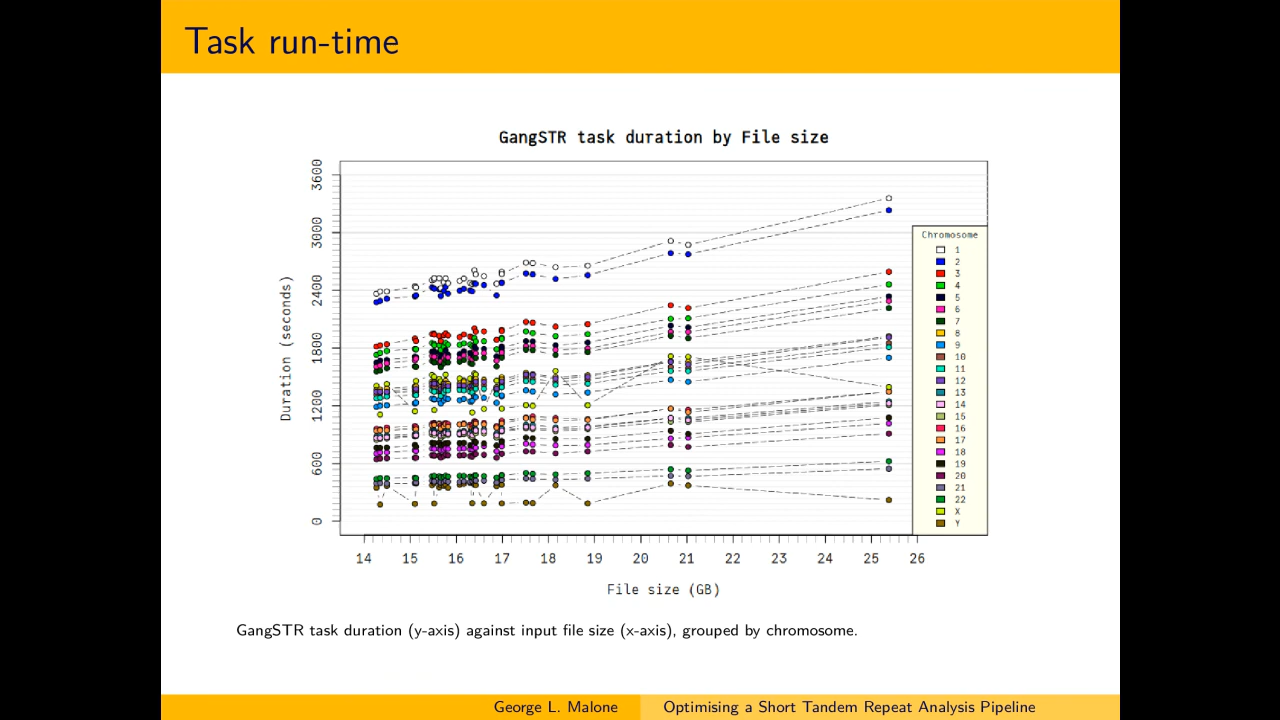 Task run-time
GangSTR task duration by File size
Duration (seconds)
3600
3000
2400
1800
1200
600
0
14 15 16 17 18 19 20 21 22 23 24 25 26
File size (GB)
Chromosome
1
2
3
4
5
6
7
8
9
10
11
12
13
14
15
16
17
18
19
20
21
22
X
Y
GangSTR task duration (y-axis) against input file size (x-axis), grouped by chromosome.
George L. Malone Optimising a Short Tandem Repeat Analysis Pipeline